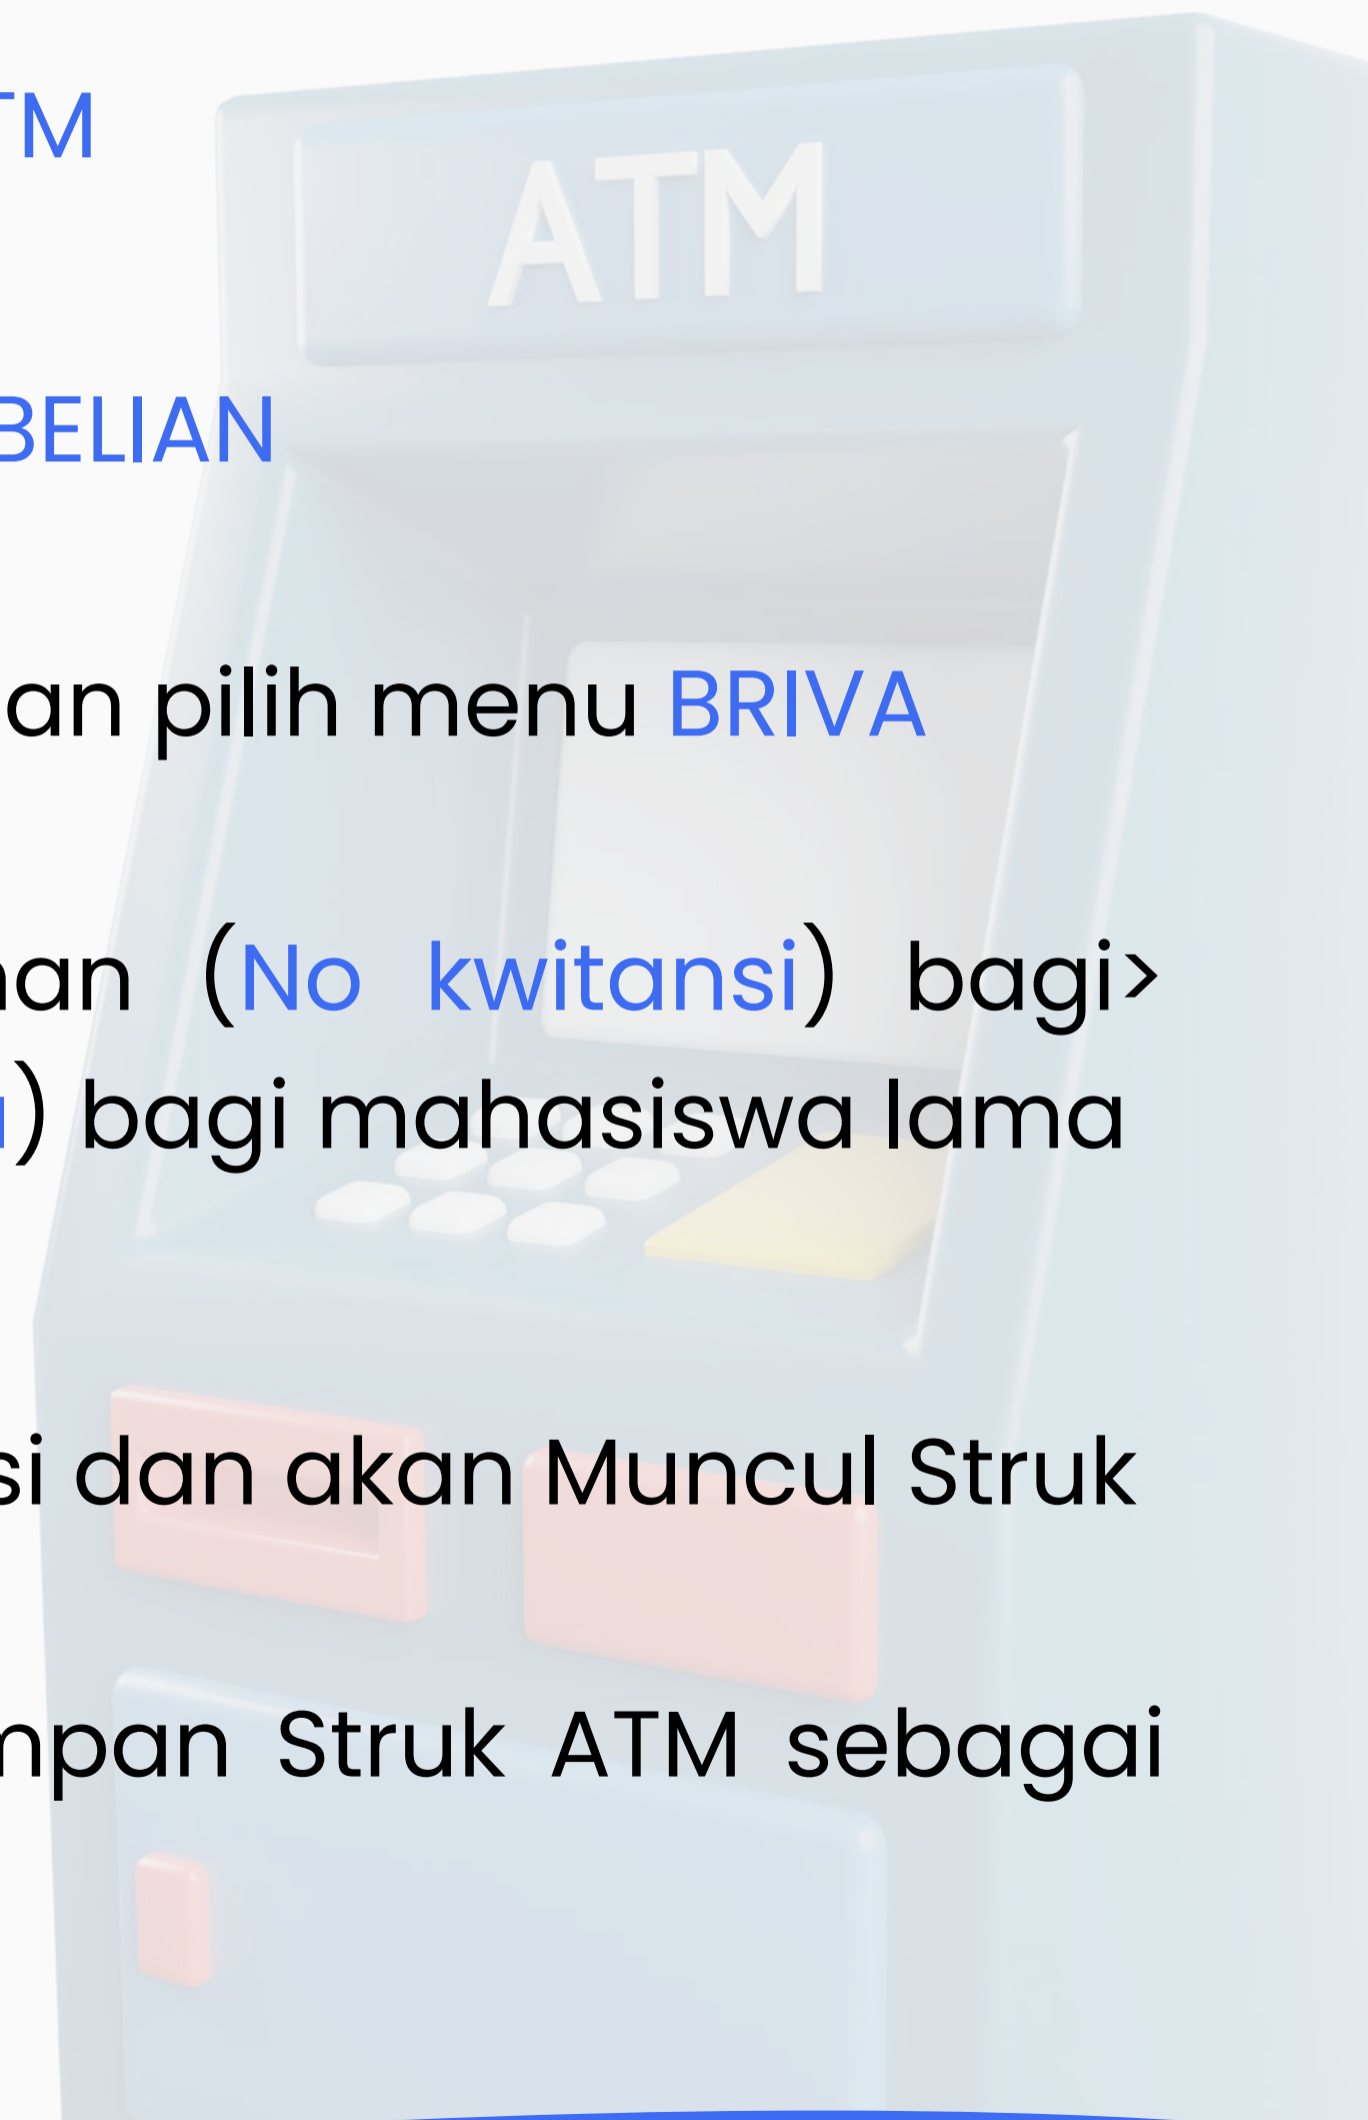 ATM
TM
BELIAN
an pilih menu BRIVA
an (No kwitansi) bagi>
) bagi mahasiswa lama
si dan akan Muncul Struk
mpan Struk ATM sebagai